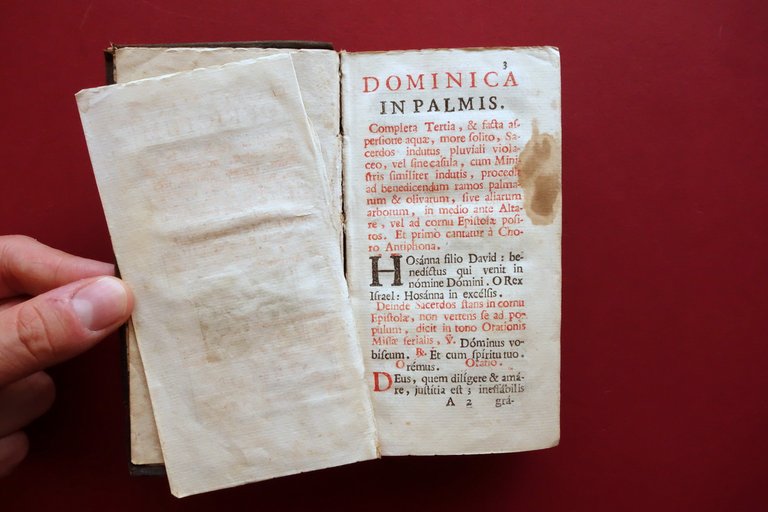 3
DOMINICA
IN PALMIS.
Completa Tertia, & facta aſ-
perſione aquæ, more ſolito, Sa-
cerdos indutus pluviali viola-
ceo, vel ſine caſula, cum Mini-
ſtris ſimiliter indutis, procedit
ad benedicendum ramos palma-
rum & olivarum, ſive aliarum
arborum, in medio ante Alta-
re, vel ad cornu Epiſtolæ poſi-
tos. Et primo cantatur à Cho-
ro Antiphona.
HOsánna filio David: be-
nedíctus qui venit in
nómine Dómini. O Rex
Israel: Hosánna in excélſis.
Deinde Sacerdos ſtans in cornu
Epiſtolæ, non vertens ſe ad po-
pulum, dicit in tono Orationis
Miſſæ ferialis, ℣. Dóminus vo-
biſcum. ℟. Et cum ſpíritu tuo.
Orémus. Oratio.
DEus, quem dilígere & amá-
re, juſtítia eſt; ineffábilis
A 2 grá-